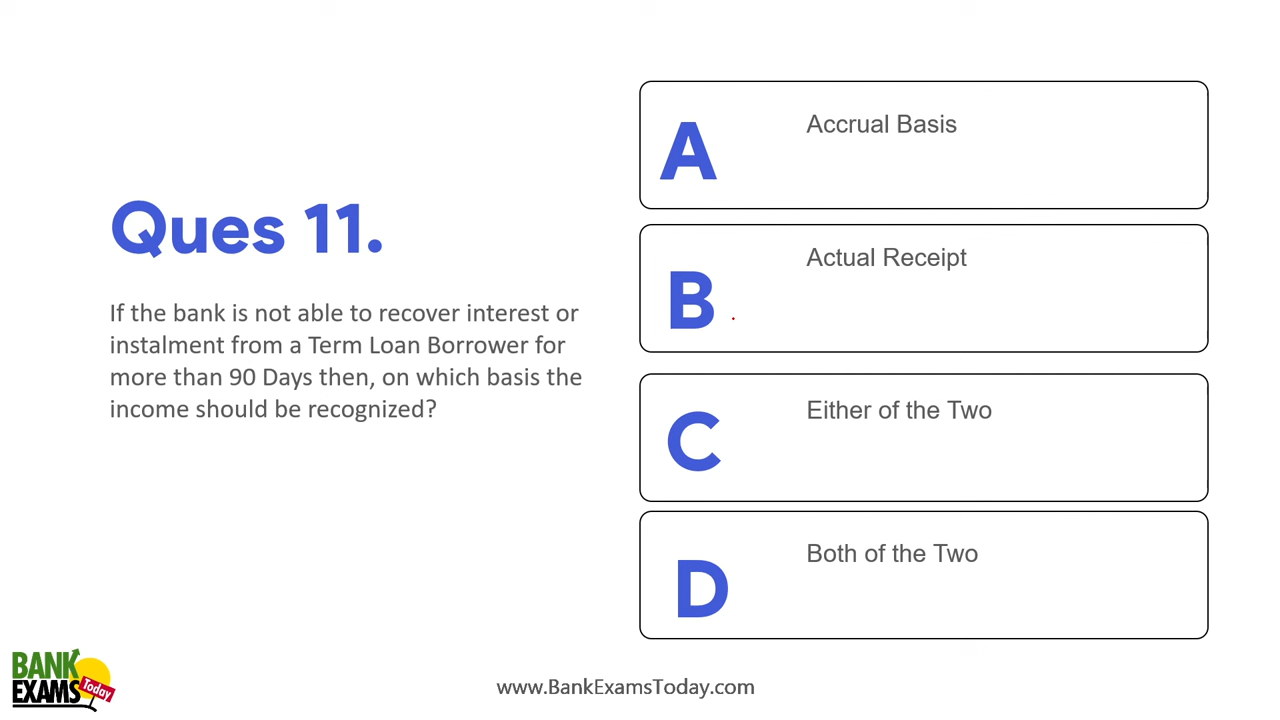 Ques 11.
If the bank is not able to recover interest or
instalment from a Term Loan Borrower for
more than 90 Days then, on which basis the
income should be recognized?
A
Accrual Basis
B
Actual Receipt
C
Either of the Two
D
Both of the Two
BANK
EXAMS
Today
www.BankExamsToday.com